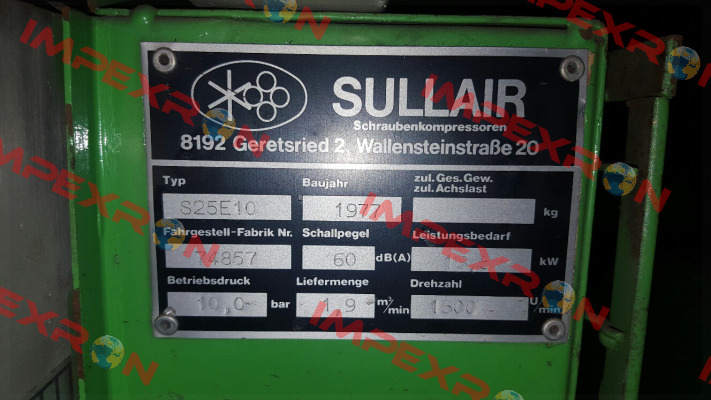 SULLAIR
Schraubenkompressoren
8192 Geretsried 2, Wallensteinstraße 20
Typ S25E10 Baujahr 1977 zul. Ges. Gew. zul. Achslast kg
Fahrgestell-Fabrik Nr. 74857 Schallpegel 60 dB(A) Leistungsbedarf kW
Betriebsdruck 10,0 bar Liefermenge 1,9 m³/min Drehzahl 1500 U/min
IMPEXRON